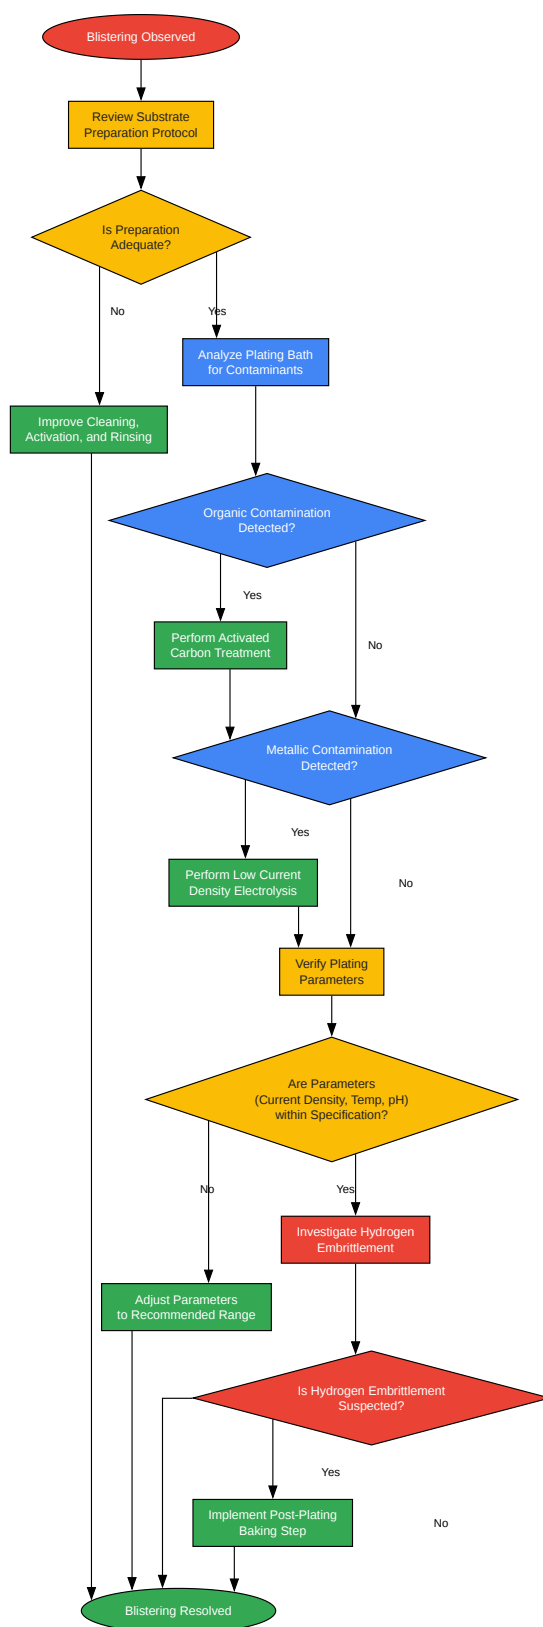 Blistering Observed
Review Substrate
Preparation Protocol
Is Preparation
Adequate?
No
Yes
Analyze Plating Bath
for Contaminants
Improve Cleaning,
Activation, and Rinsing
Organic Contamination
Detected?
Yes
Perform Activated
Carbon Treatment
No
Metallic Contamination
Detected?
Yes
Perform Low Current
Density Electrolysis
No
Verify Plating
Parameters
Are Parameters
(Current Density, Temp, pH)
within Specification?
No
Yes
Investigate Hydrogen
Embrittlement
Adjust Parameters
to Recommended Range
Is Hydrogen Embrittlement
Suspected?
Yes
Implement Post-Plating
Baking Step
No
Blistering Resolved